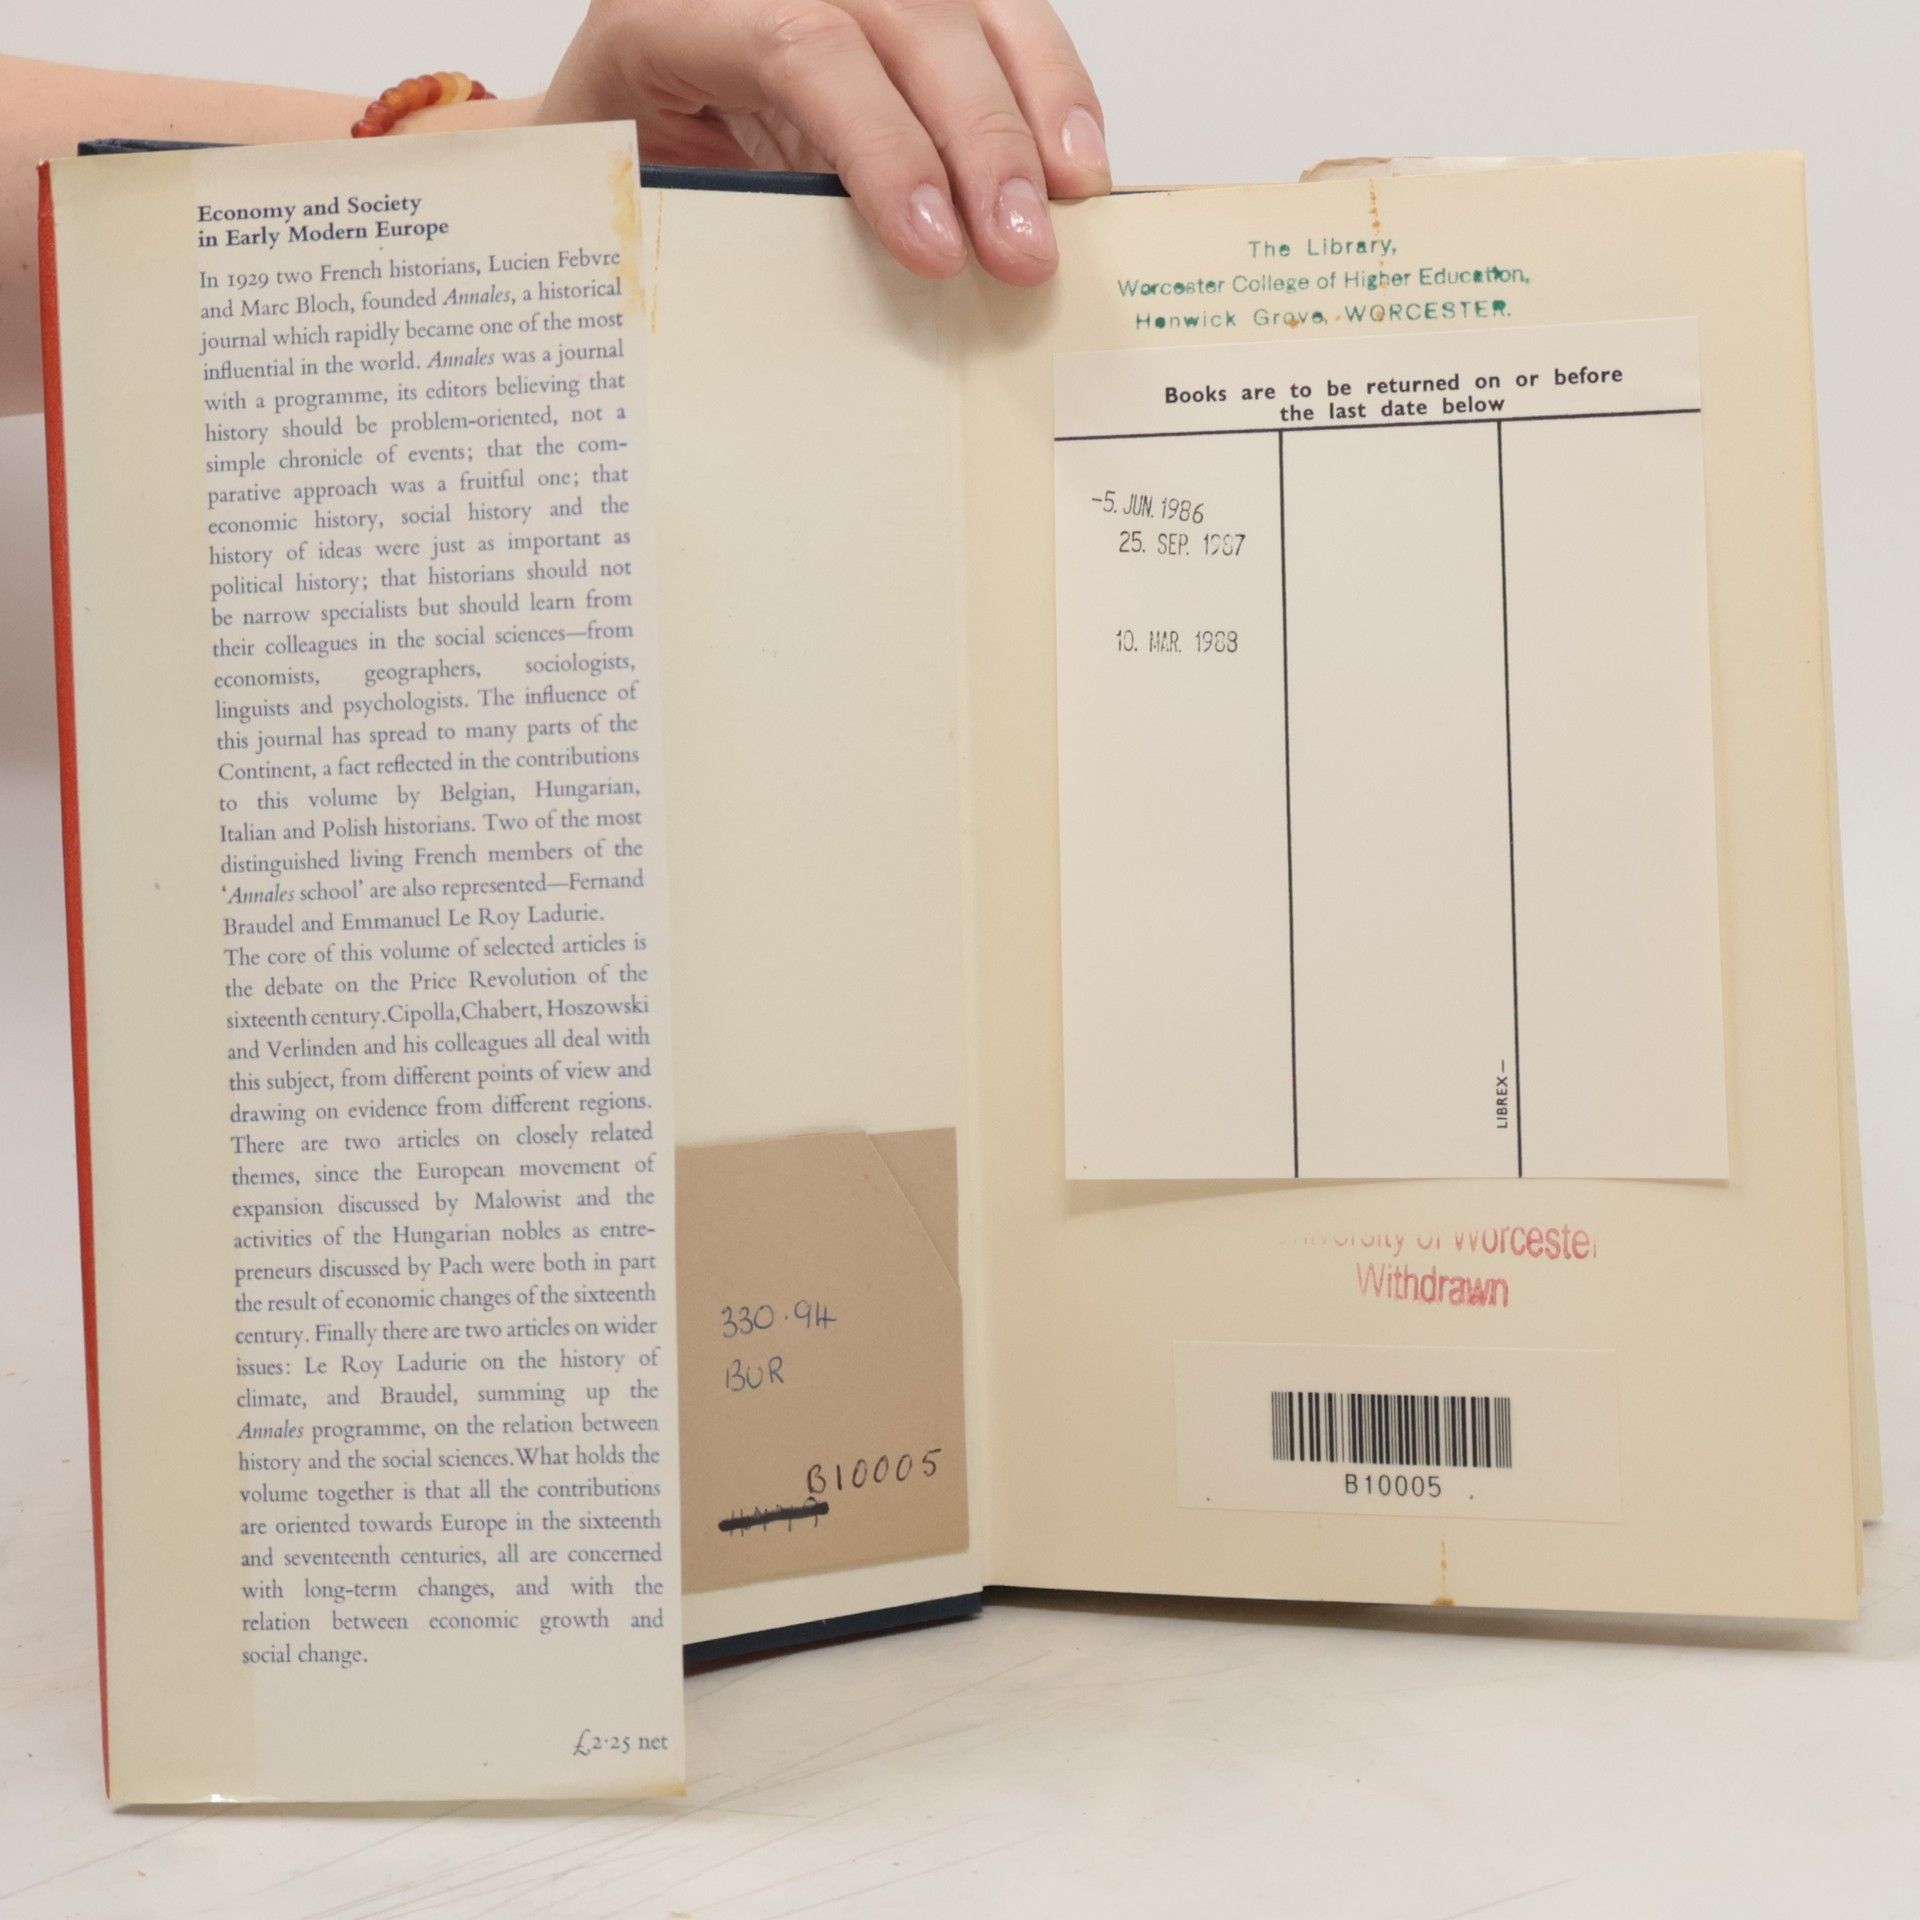 Economy and Society
in Early Modern Europe
In 1929 two French historians, Lucien Febvre
and Marc Bloch, founded Annales, a historical
journal which rapidly became one of the most
influential in the world. Annales was a journal
with a programme, its editors believing that
history should be problem-oriented, not a
simple chronicle of events; that the com-
parative approach was a fruitful one; that
economic history, social history and the
history of ideas were just as important as
political history; that historians should not
be narrow specialists but should learn from
their colleagues in the social sciences—from
economists, geographers, sociologists,
linguists and psychologists. The influence of
this journal has spread to many parts of the
Continent, a fact reflected in the contributions
to this volume by Belgian, Hungarian,
Italian and Polish historians. Two of the most
distinguished living French members of the
‘Annales school’ are also represented—Fernand
Braudel and Emmanuel Le Roy Ladurie.
The core of this volume of selected articles is
the debate on the Price Revolution of the
sixteenth century. Cipolla, Chabert, Hoszowski
and Verlinden and his colleagues all deal with
this subject, from different points of view and
drawing on evidence from different regions.
There are two articles on closely related
themes, since the European movement of
expansion discussed by Malowist and the
activities of the Hungarian nobles as entre-
preneurs discussed by Pach were both in part
the result of economic changes of the sixteenth
century. Finally there are two articles on wider
issues: Le Roy Ladurie on the history of
climate, and Braudel, summing up the
Annales programme, on the relation between
history and the social sciences. What holds the
volume together is that all the contributions
are oriented towards Europe in the sixteenth
and seventeenth centuries, all are concerned
with long-term changes, and with the
relation between economic growth and
social change.
£2·25 net
330.94
BUR
B10005
The Library,
Worcester College of Higher Education,
Henwick Grove, WORCESTER.
Books are to be returned on or before
the last date below
-5. JUN. 1986
25. SEP. 1987
10. MAR. 1988
LIBREX—
University of Worcester
Withdrawn
B10005